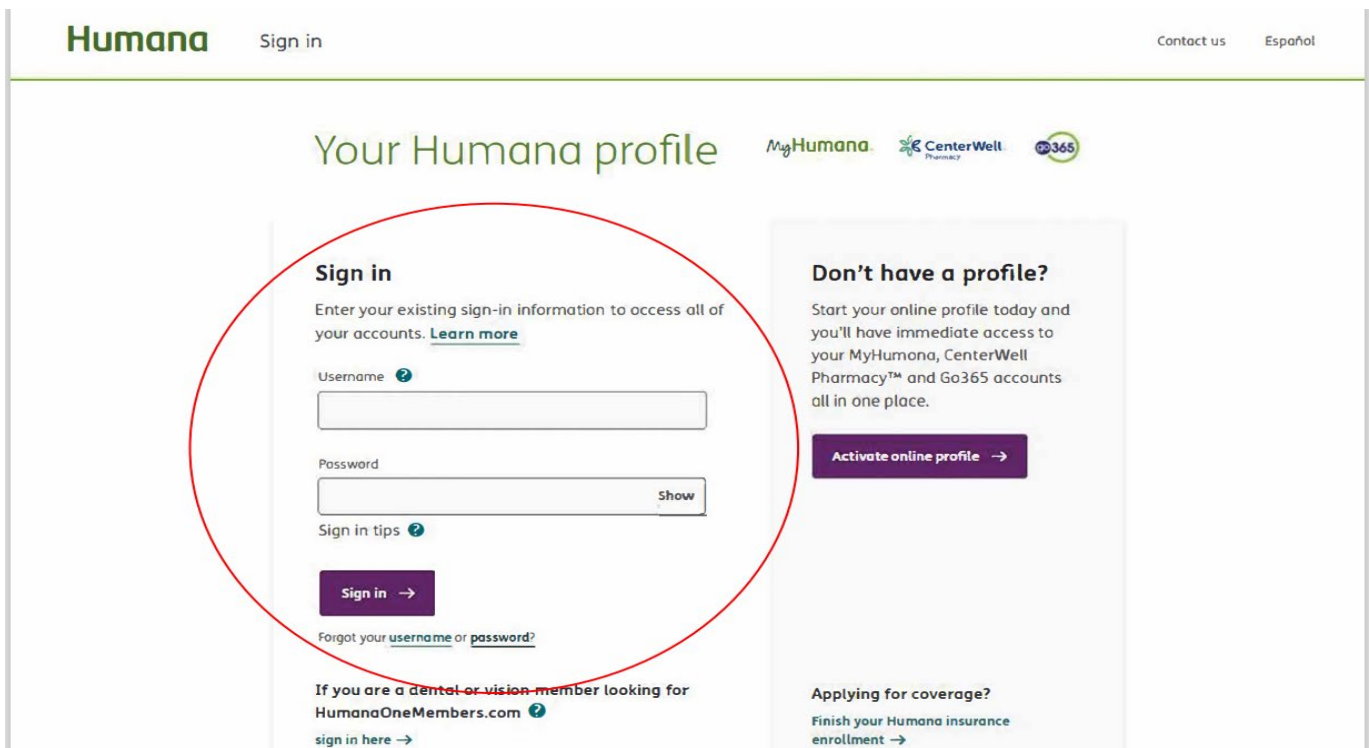 Humana
Sign in
Contact us
Español
Your Humana profile
MyHumana.
CenterWell
Pharmacy
go365
Sign in
Enter your existing sign-in information to access all of
your accounts. Learn more
Username ?
Password
Show
Sign in tips ?
Sign in →
Forgot your username or password?
If you are a dental or vision member looking for
HumanaOneMembers.com ?
sign in here →
Don't have a profile?
Start your online profile today and
you'll have immediate access to
your MyHumana, CenterWell
Pharmacy™ and Go365 accounts
all in one place.
Activate online profile →
Applying for coverage?
Finish your Humana insurance
enrollment →